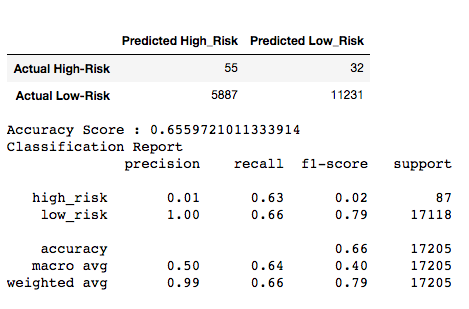 Predicted High_Risk Predicted Low_Risk
Actual High-Risk 55 32
Actual Low-Risk 5887 11231
Accuracy Score : 0.6559721011333914
Classification Report
precision recall f1-score support
high_risk 0.01 0.63 0.02 87
low_risk 1.00 0.66 0.79 17118
accuracy 0.66 17205
macro avg 0.50 0.64 0.40 17205
weighted avg 0.99 0.66 0.79 17205